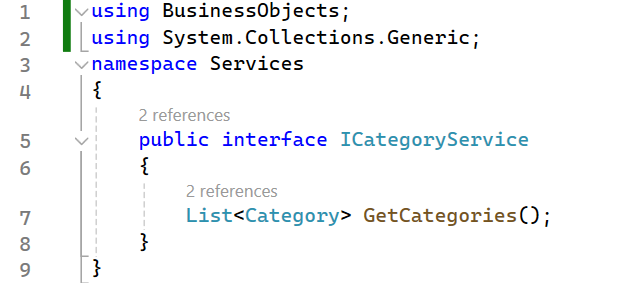 1 using BusinessObjects;
2 using System.Collections.Generic;
3 namespace Services
4 {
2 references
5 public interface ICategoryService
6 {
2 references
7 List<Category> GetCategories();
8 }
9 }